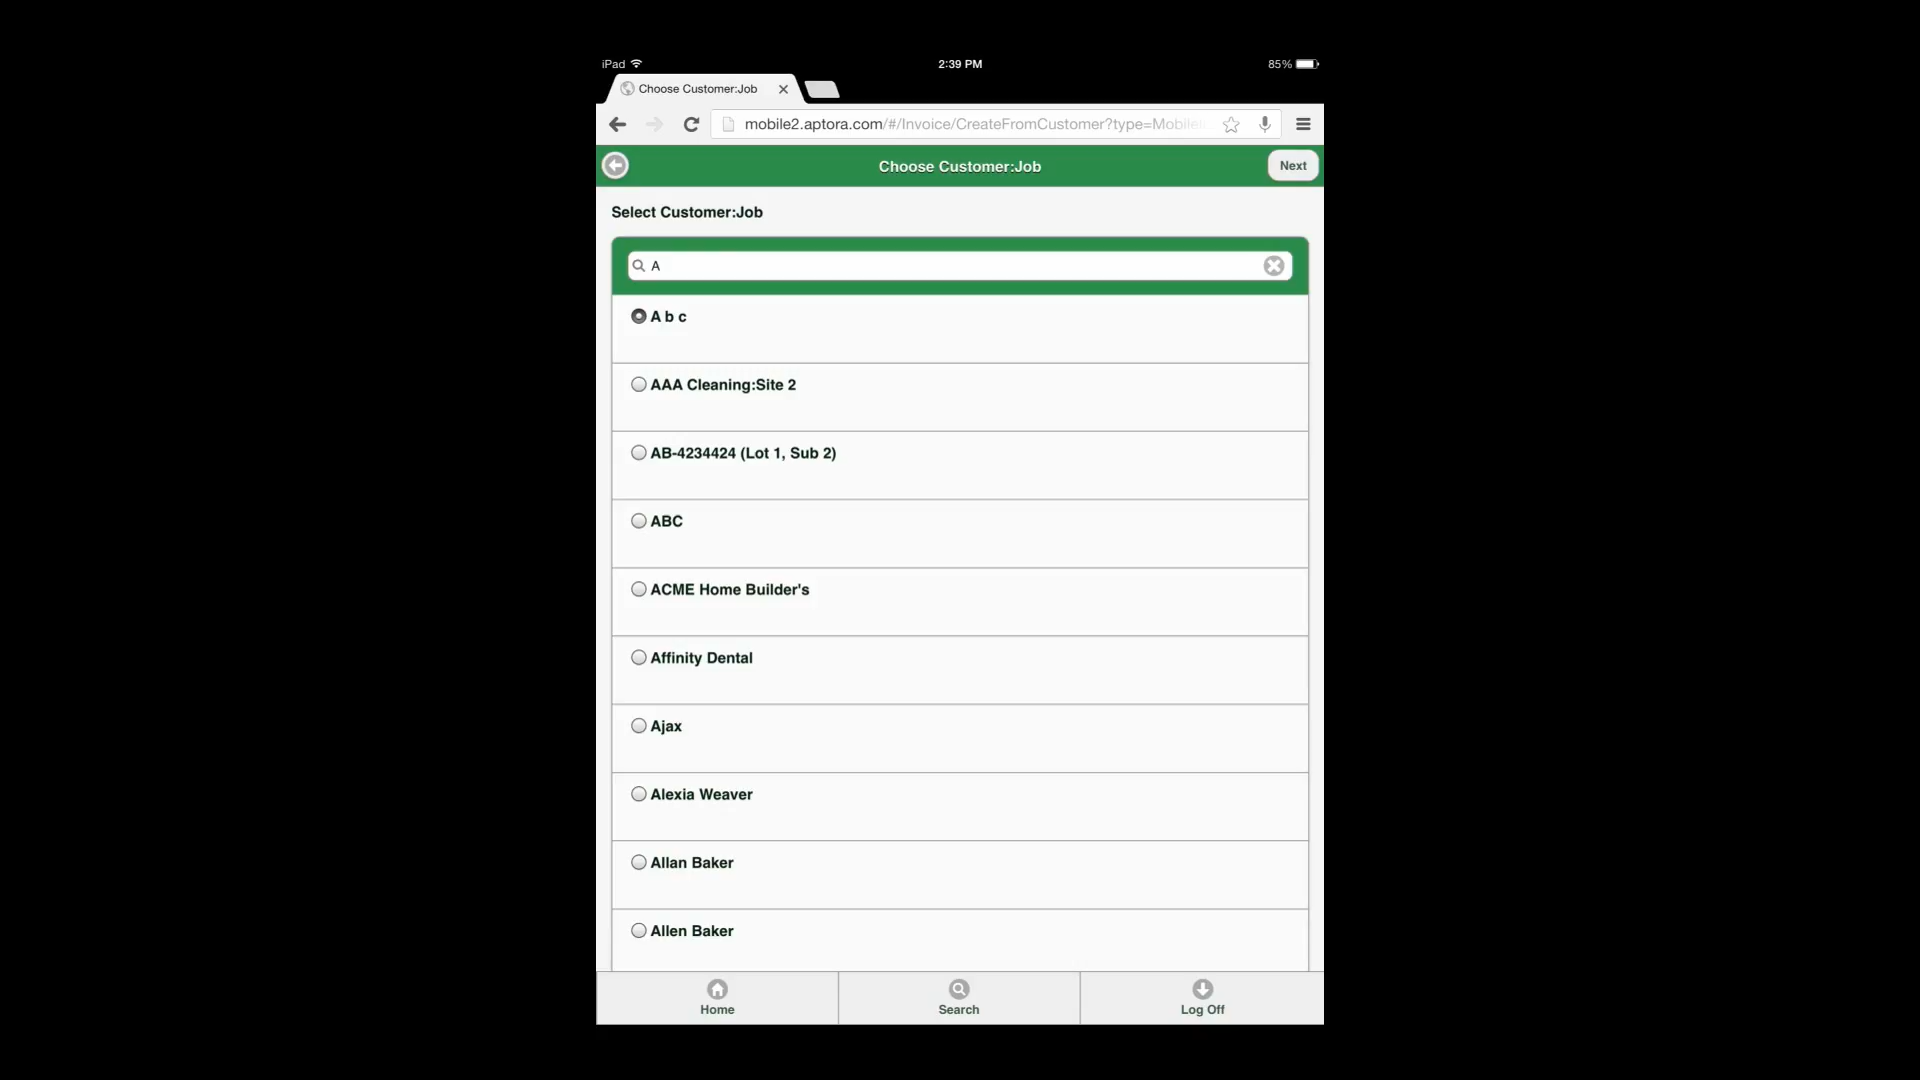 iPad
2:39 PM
85%
Choose Customer:Job
mobile2.aptora.com/#/Invoice/CreateFromCustomer?type=Mobile
Choose Customer:Job
Next
Select Customer:Job
A
A b c
AAA Cleaning:Site 2
AB-4234424 (Lot 1, Sub 2)
ABC
ACME Home Builder's
Affinity Dental
Ajax
Alexia Weaver
Allan Baker
Allen Baker
Home
Search
Log Off